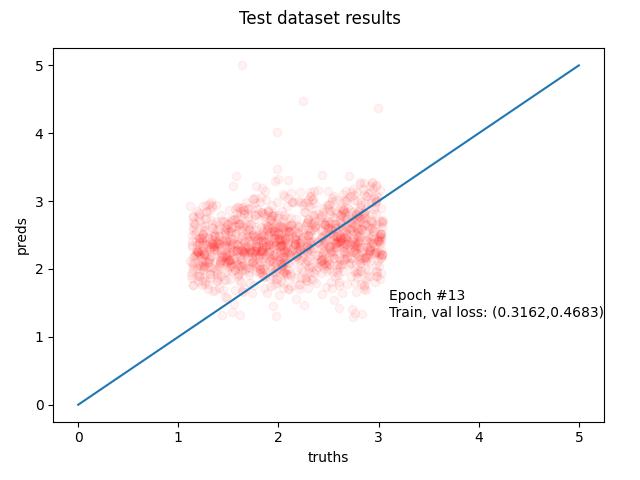 Test dataset results
5
4
3
2
1
0
preds
Epoch #13
Train, val loss: (0.3162,0.4683)
0 1 2 3 4 5
truths